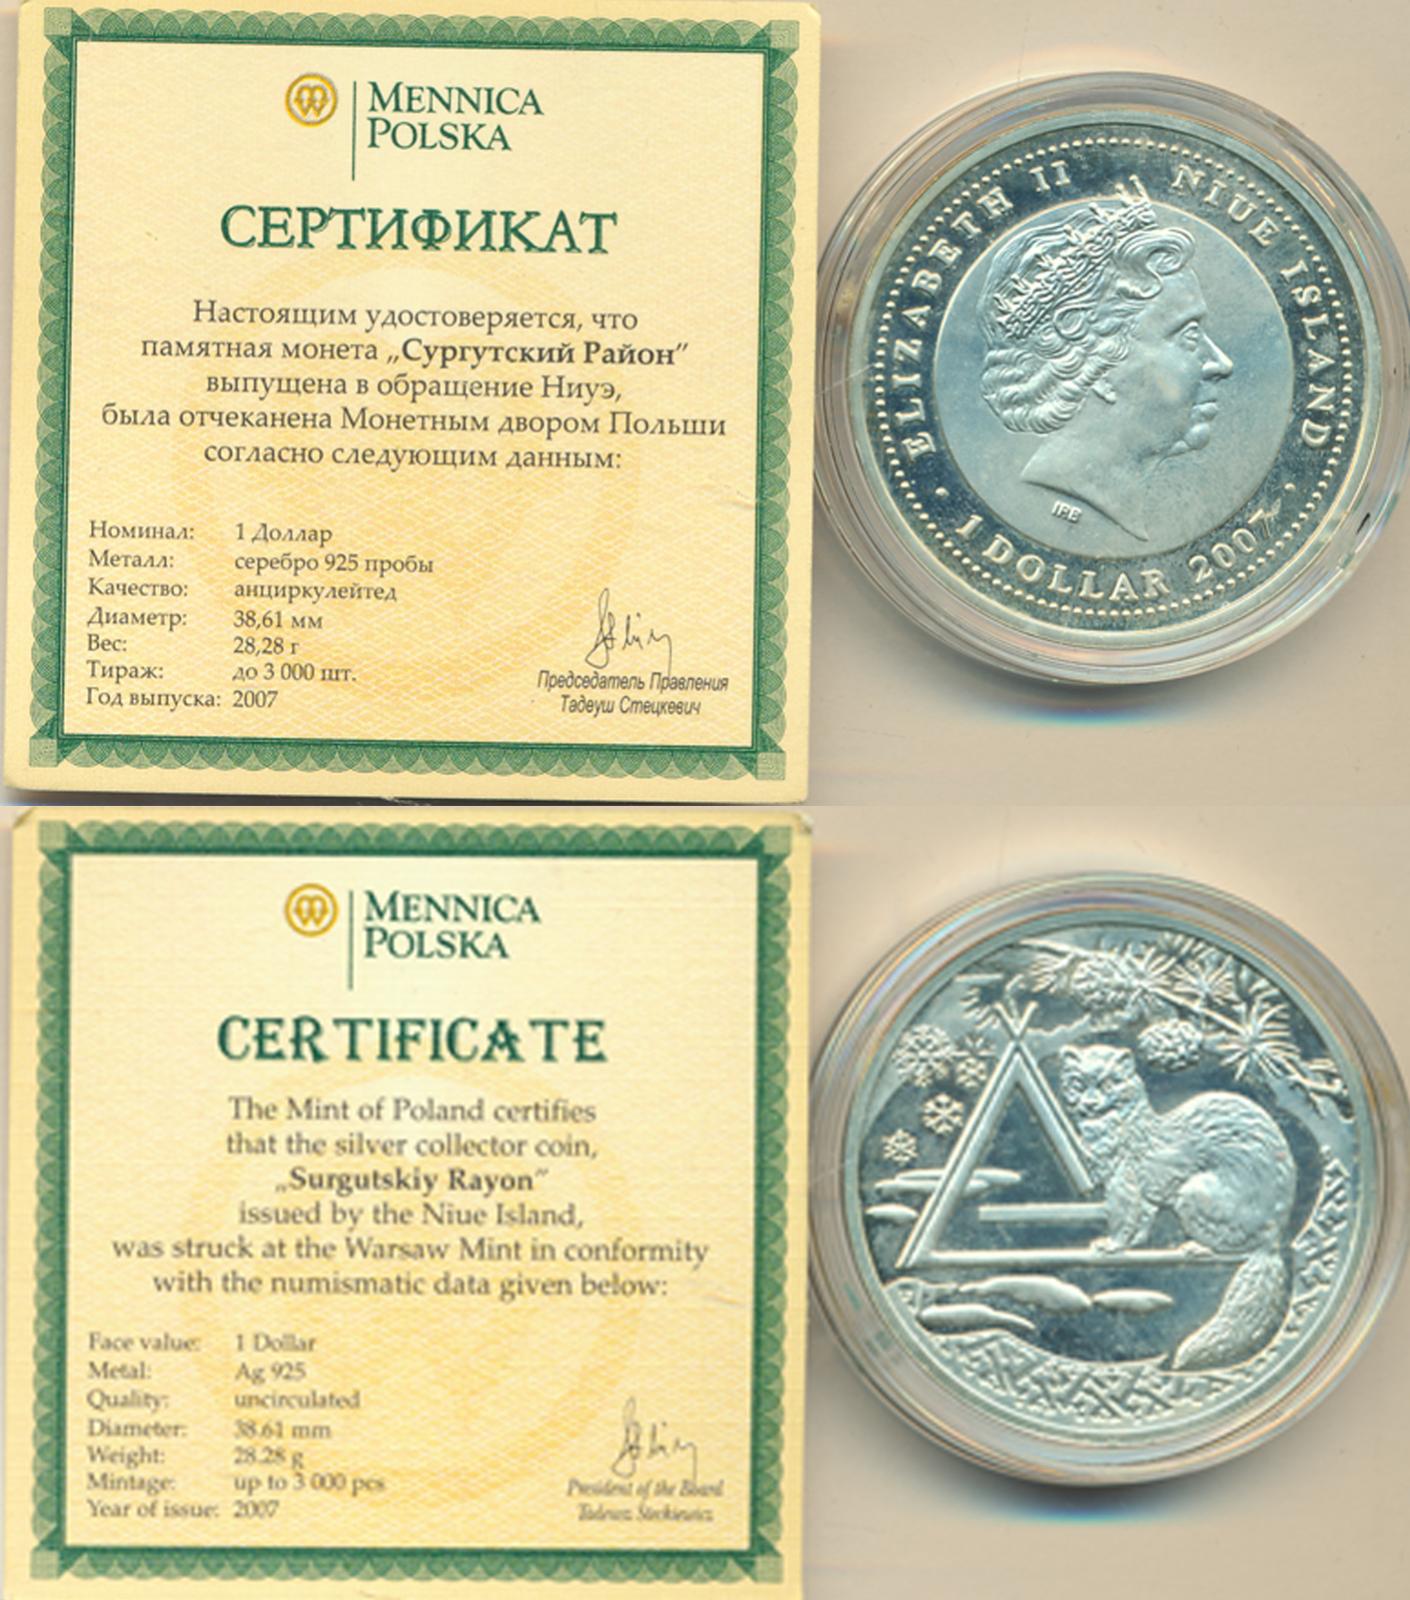 MENNICA
POLSKA
СЕРТИФИКАТ
Настоящим удостоверяется, что
памятная монета „Сургутский Район”
выпущена в обращение Ниуэ,
была отчеканена Монетным двором Польши
согласно следующим данным:
Номинал: 1 Доллар
Металл: серебро 925 пробы
Качество: анциркулейтед
Диаметр: 38,61 мм
Вес: 28,28 г
Тираж: до 3 000 шт.
Год выпуска: 2007
Председатель Правления
Тадеуш Стецкевич
ELIZABETH II NIUE ISLAND
IRB
· 1 DOLLAR 2007 ·
MENNICA
POLSKA
CERTIFICATE
The Mint of Poland certifies
that the silver collector coin,
„Surgutskiy Rayon”
issued by the Niue Island,
was struck at the Warsaw Mint in conformity
with the numismatic data given below:
Face value: 1 Dollar
Metal: Ag 925
Quality: uncirculated
Diameter: 38.61 mm
Weight: 28.28 g
Mintage: up to 3 000 pcs
Year of issue: 2007
President of the Board
Tadeusz Steckiewicz